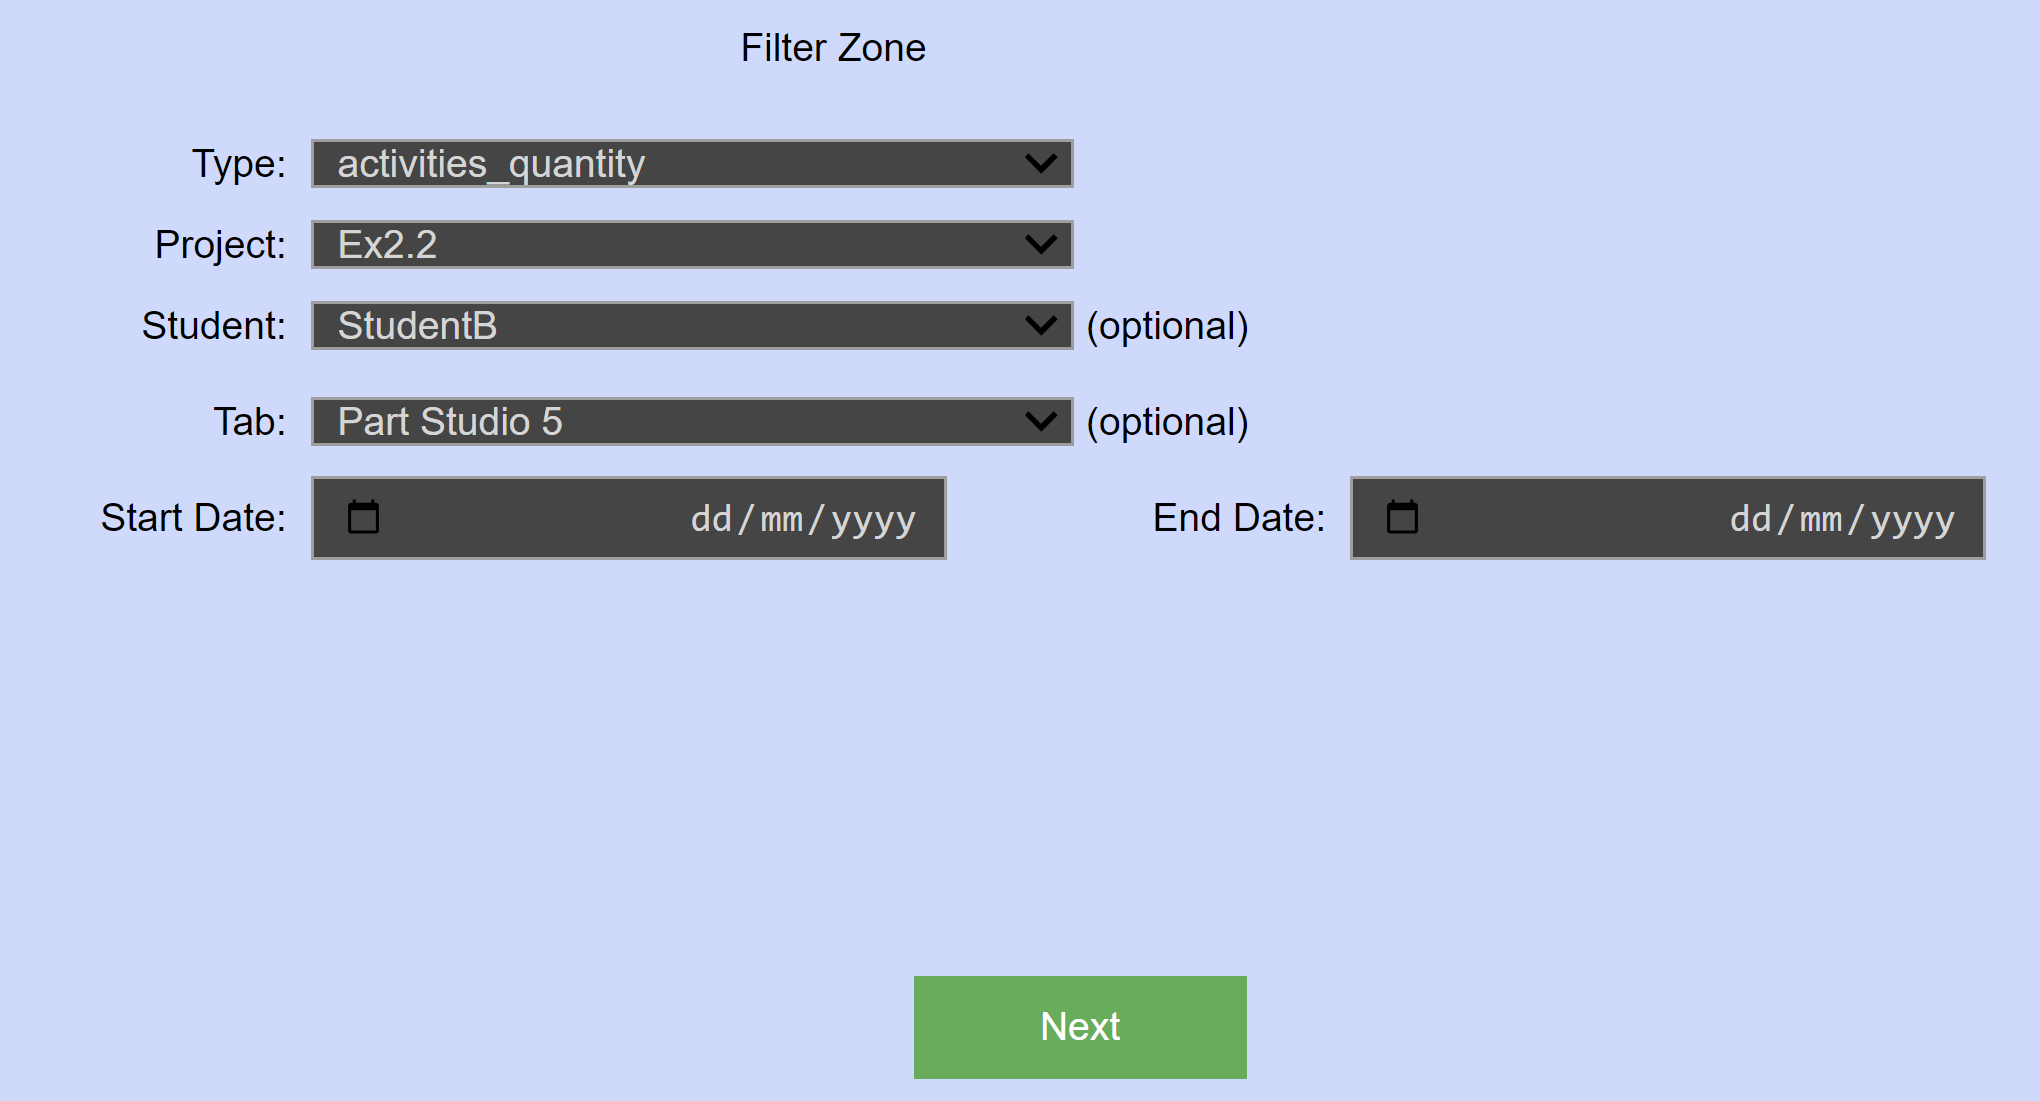 Filter Zone
Type: activities_quantity
Project: Ex2.2
Student: StudentB (optional)
Tab: Part Studio 5 (optional)
Start Date: dd/mm/yyyy End Date: dd/mm/yyyy
Next